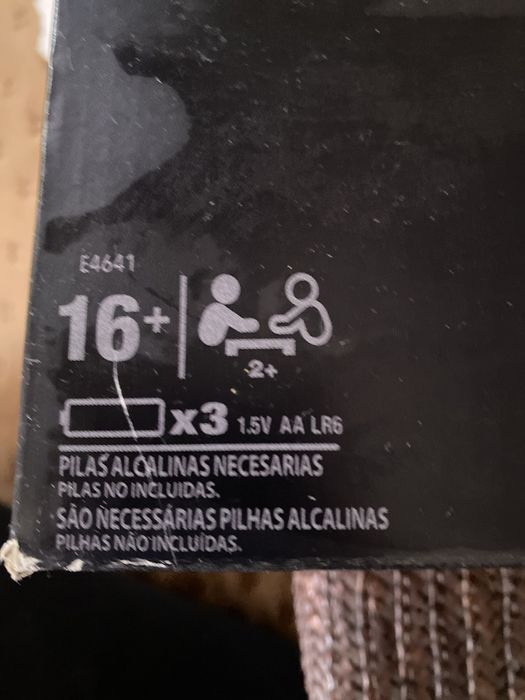 E4641
16+
2+
x3 1.5V AA LR6
PILAS ALCALINAS NECESARIAS
PILAS NO INCLUIDAS.
SÃO NECESSÁRIAS PILHAS ALCALINAS
PILHAS NÃO INCLUÍDAS.